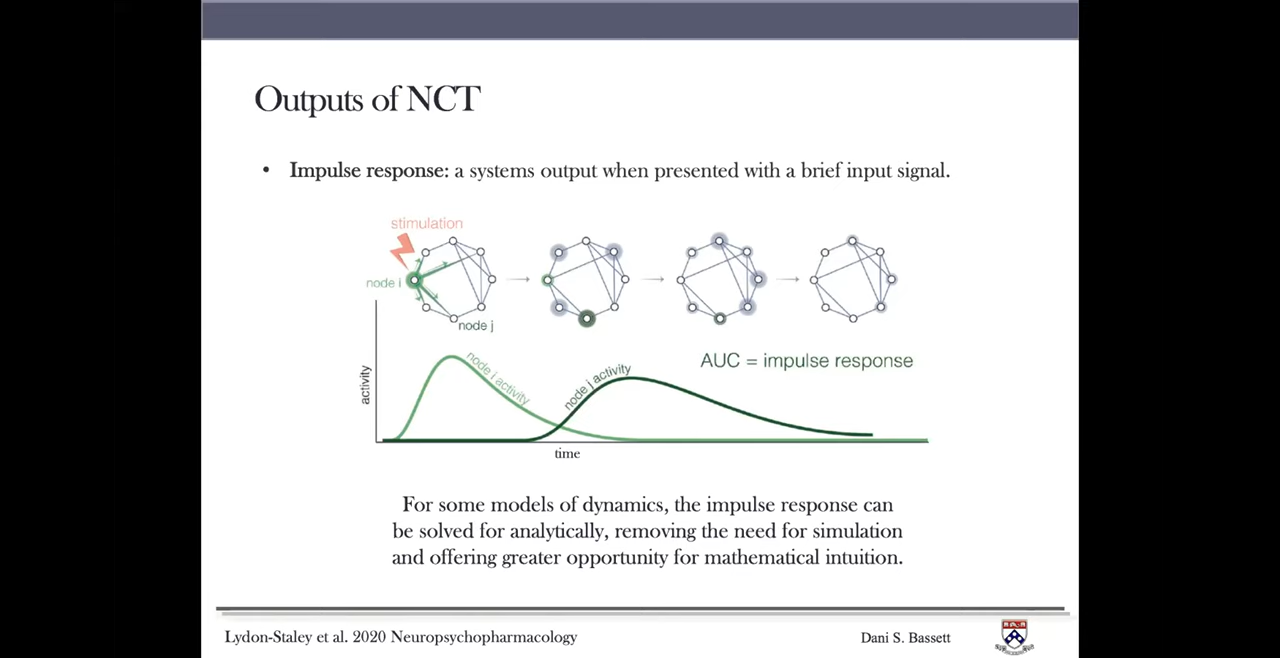 Outputs of NCT
• Impulse response: a systems output when presented with a brief input signal.
stimulation
node i
node j
activity
node i activity
node j activity
AUC = impulse response
time
For some models of dynamics, the impulse response can
be solved for analytically, removing the need for simulation
and offering greater opportunity for mathematical intuition.
Lydon-Staley et al. 2020 Neuropsychopharmacology
Dani S. Bassett